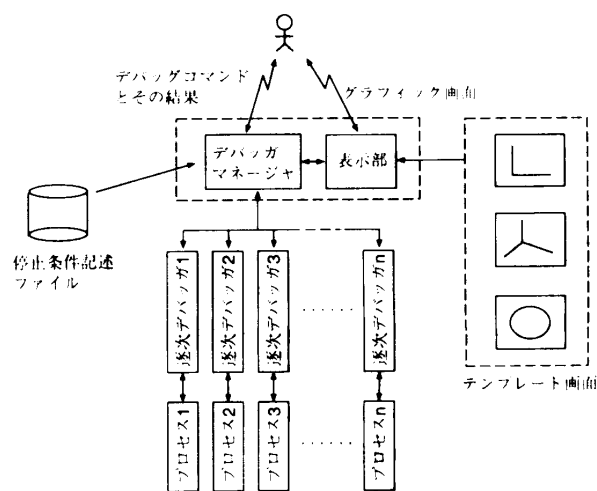 デバッグコマンド
とその結果
グラフィック画面
デバッガ
マネージャ
表示部
停止条件記述
ファイル
逐次デバッガ1
逐次デバッガ2
逐次デバッガ3
......
逐次デバッガn
テンプレート画面
プロセス1
プロセス2
プロセス3
......
プロセスn